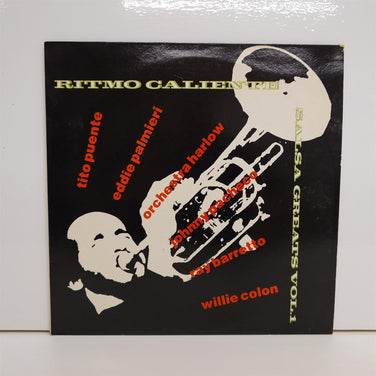 RITMO CALIENTE
SALSA GREATS VOL.1
tito puente
eddie palmieri
orchestra harlow
johnny pacheco
ray barretto
willie colon